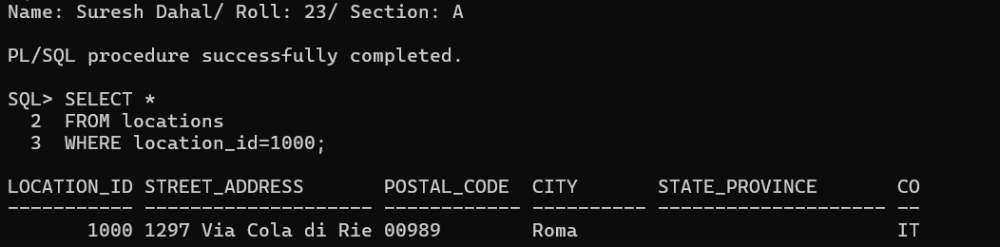 Name: Suresh Dahal/ Roll: 23/ Section: A
PL/SQL procedure successfully completed.
SQL> SELECT *
  2  FROM locations
  3  WHERE location_id=1000;
LOCATION_ID STREET_ADDRESS       POSTAL_CODE  CITY       STATE_PROVINCE       CO
----------- -------------------- ------------ ---------- -------------------- --
       1000 1297 Via Cola di Rie 00989        Roma                            IT